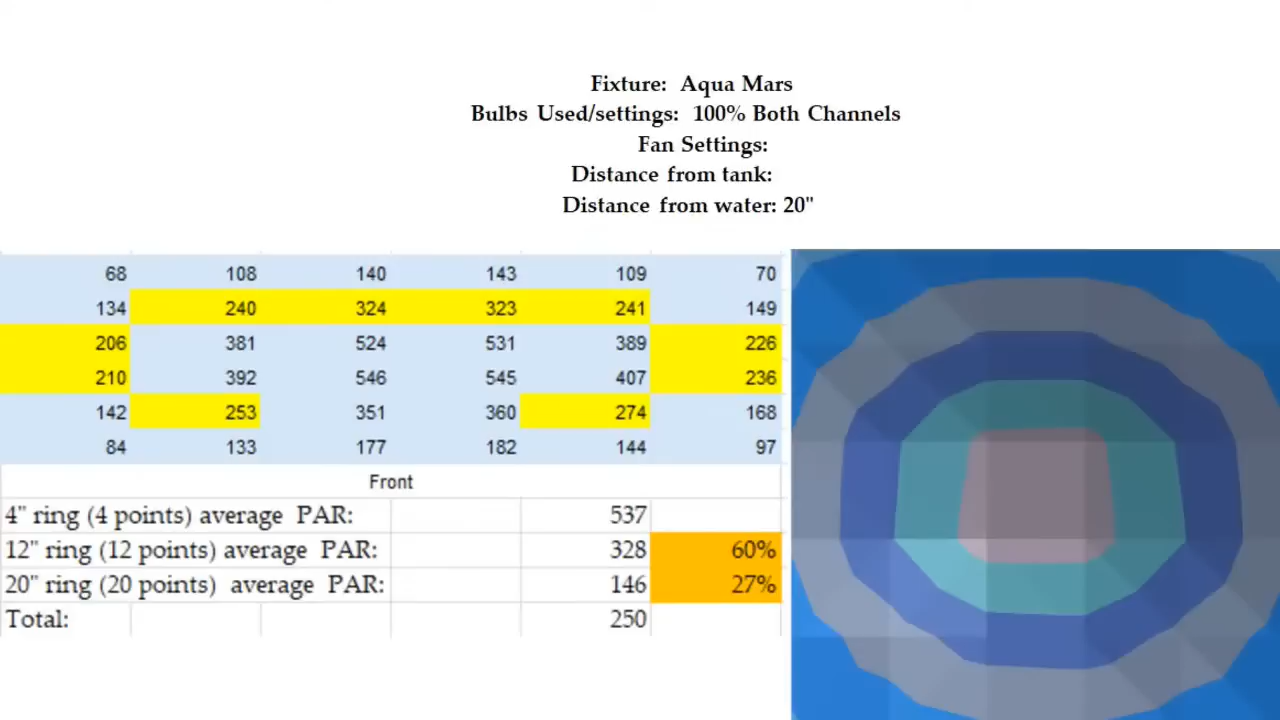 Fixture: Aqua Mars
Bulbs Used/settings: 100% Both Channels
Fan Settings:
Distance from tank:
Distance from water: 20"
68 108 140 143 109 70
134 240 324 323 241 149
206 381 524 531 389 226
210 392 546 545 407 236
142 253 351 360 274 168
84 133 177 182 144 97
Front
4" ring (4 points) average PAR: 537
12" ring (12 points) average PAR: 328 60%
20" ring (20 points) average PAR: 146 27%
Total: 250